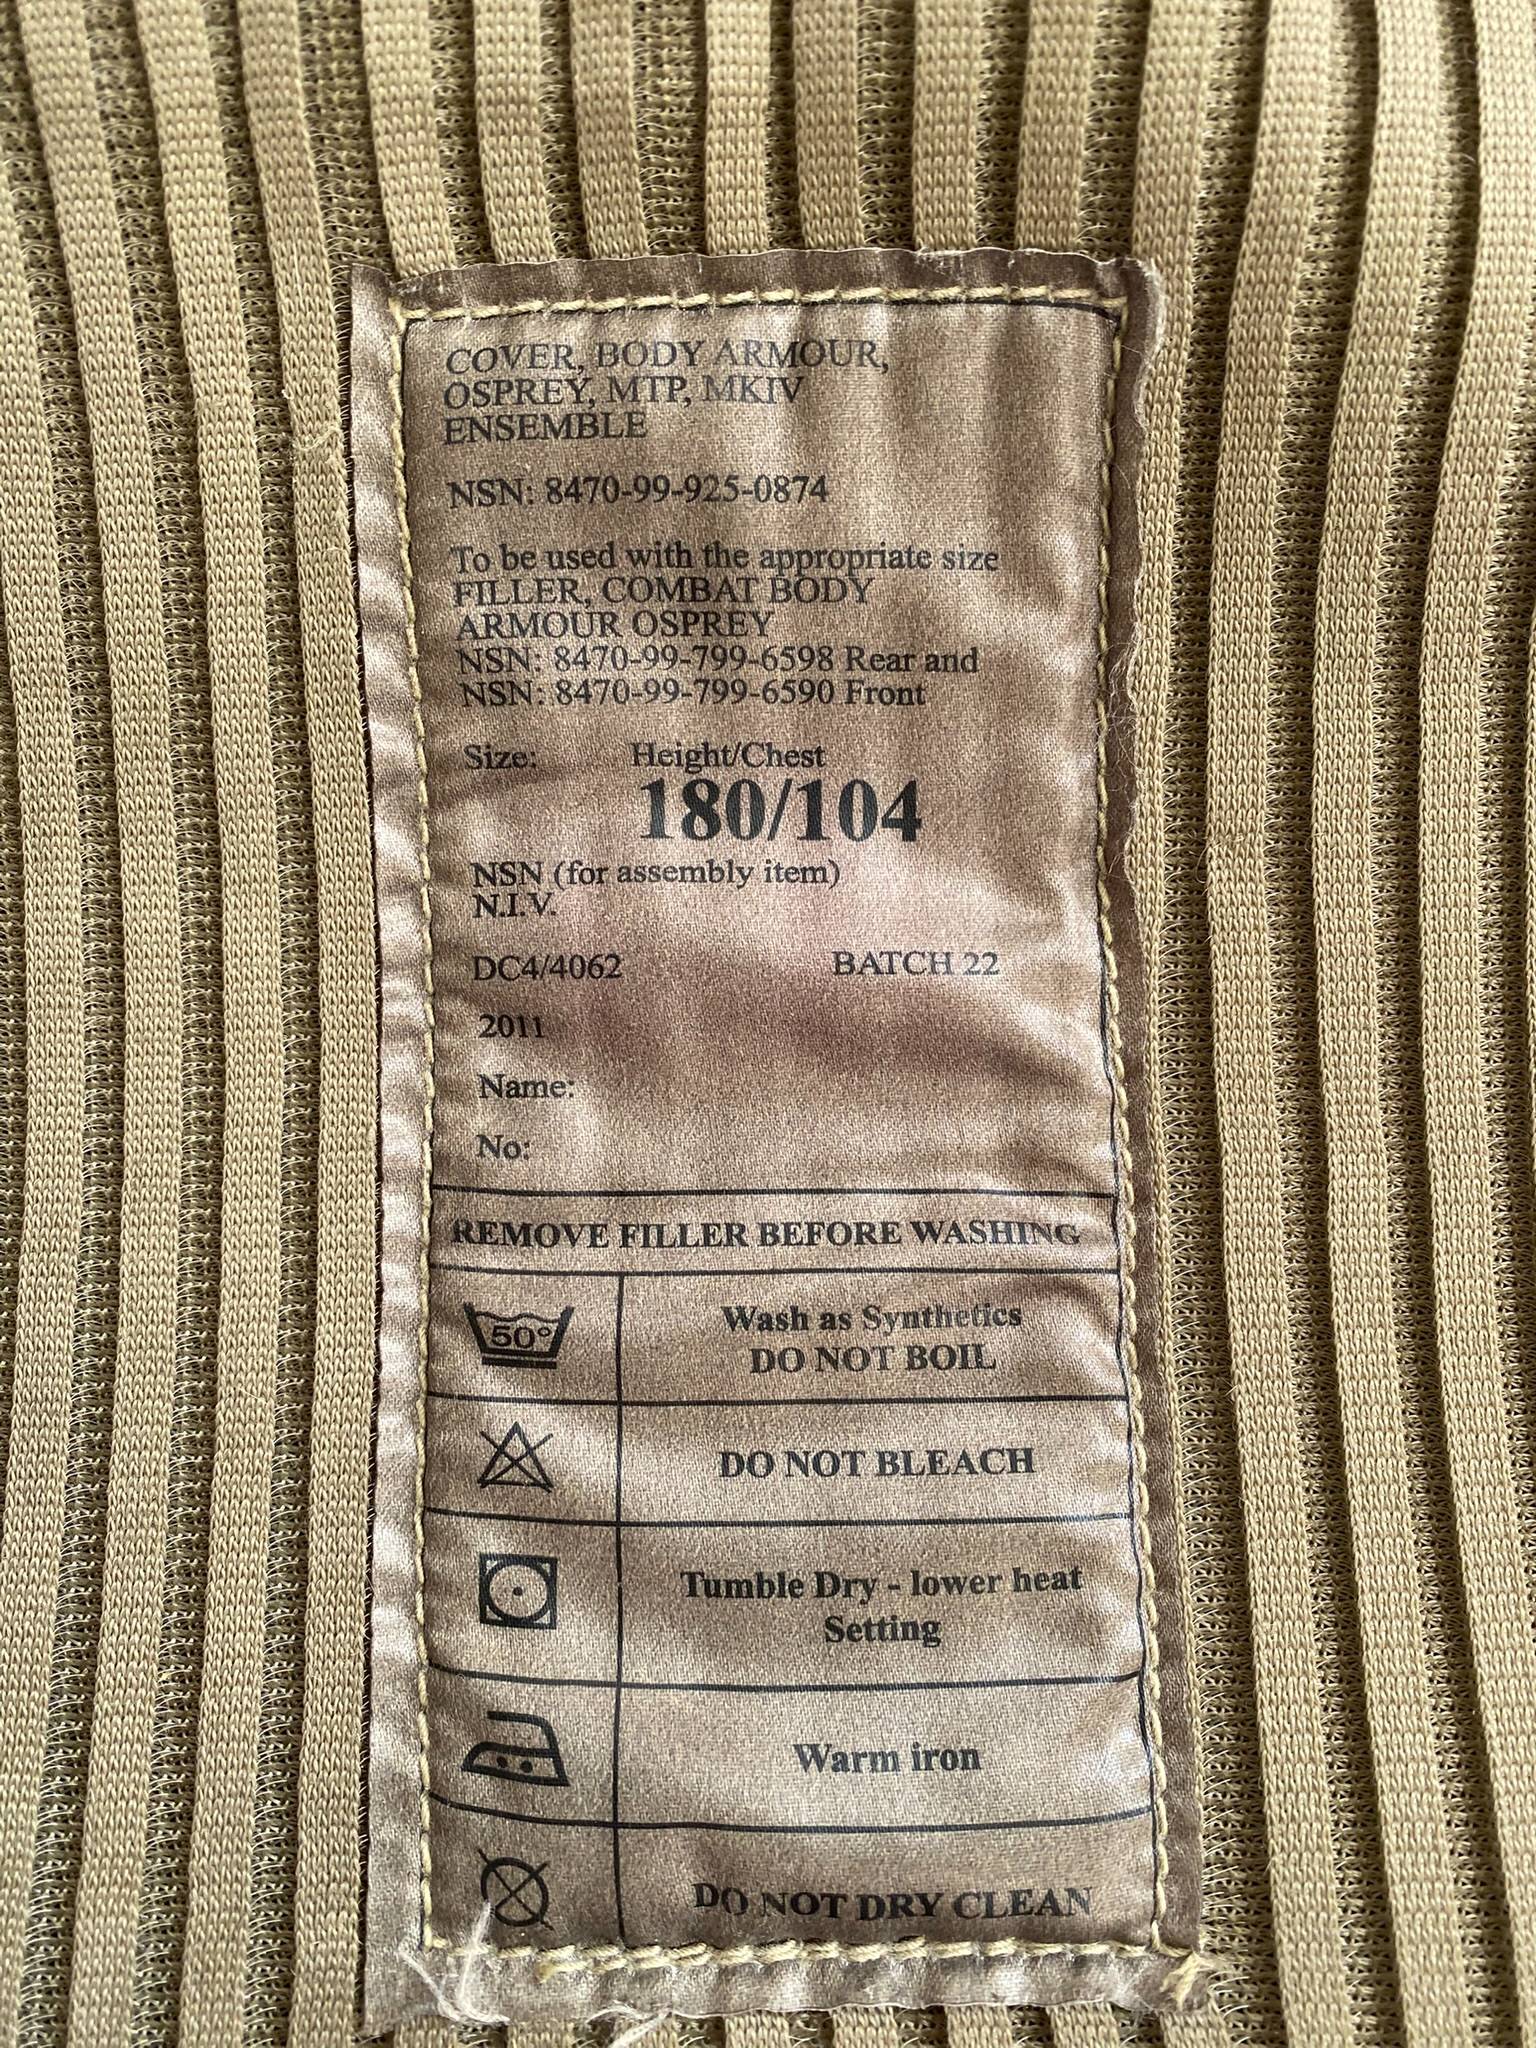 COVER, BODY ARMOUR,
OSPREY, MTP, MKIV
ENSEMBLE
NSN: 8470-99-925-0874
To be used with the appropriate size
FILLER, COMBAT BODY
ARMOUR OSPREY
NSN: 8470-99-799-6598 Rear and
NSN: 8470-99-799-6590 Front
Size: Height/Chest
180/104
NSN (for assembly item)
N.I.V.
DC4/4062 BATCH 22
2011
Name:
No:
REMOVE FILLER BEFORE WASHING
50° Wash as Synthetics
DO NOT BOIL
DO NOT BLEACH
Tumble Dry - lower heat
Setting
Warm iron
DO NOT DRY CLEAN